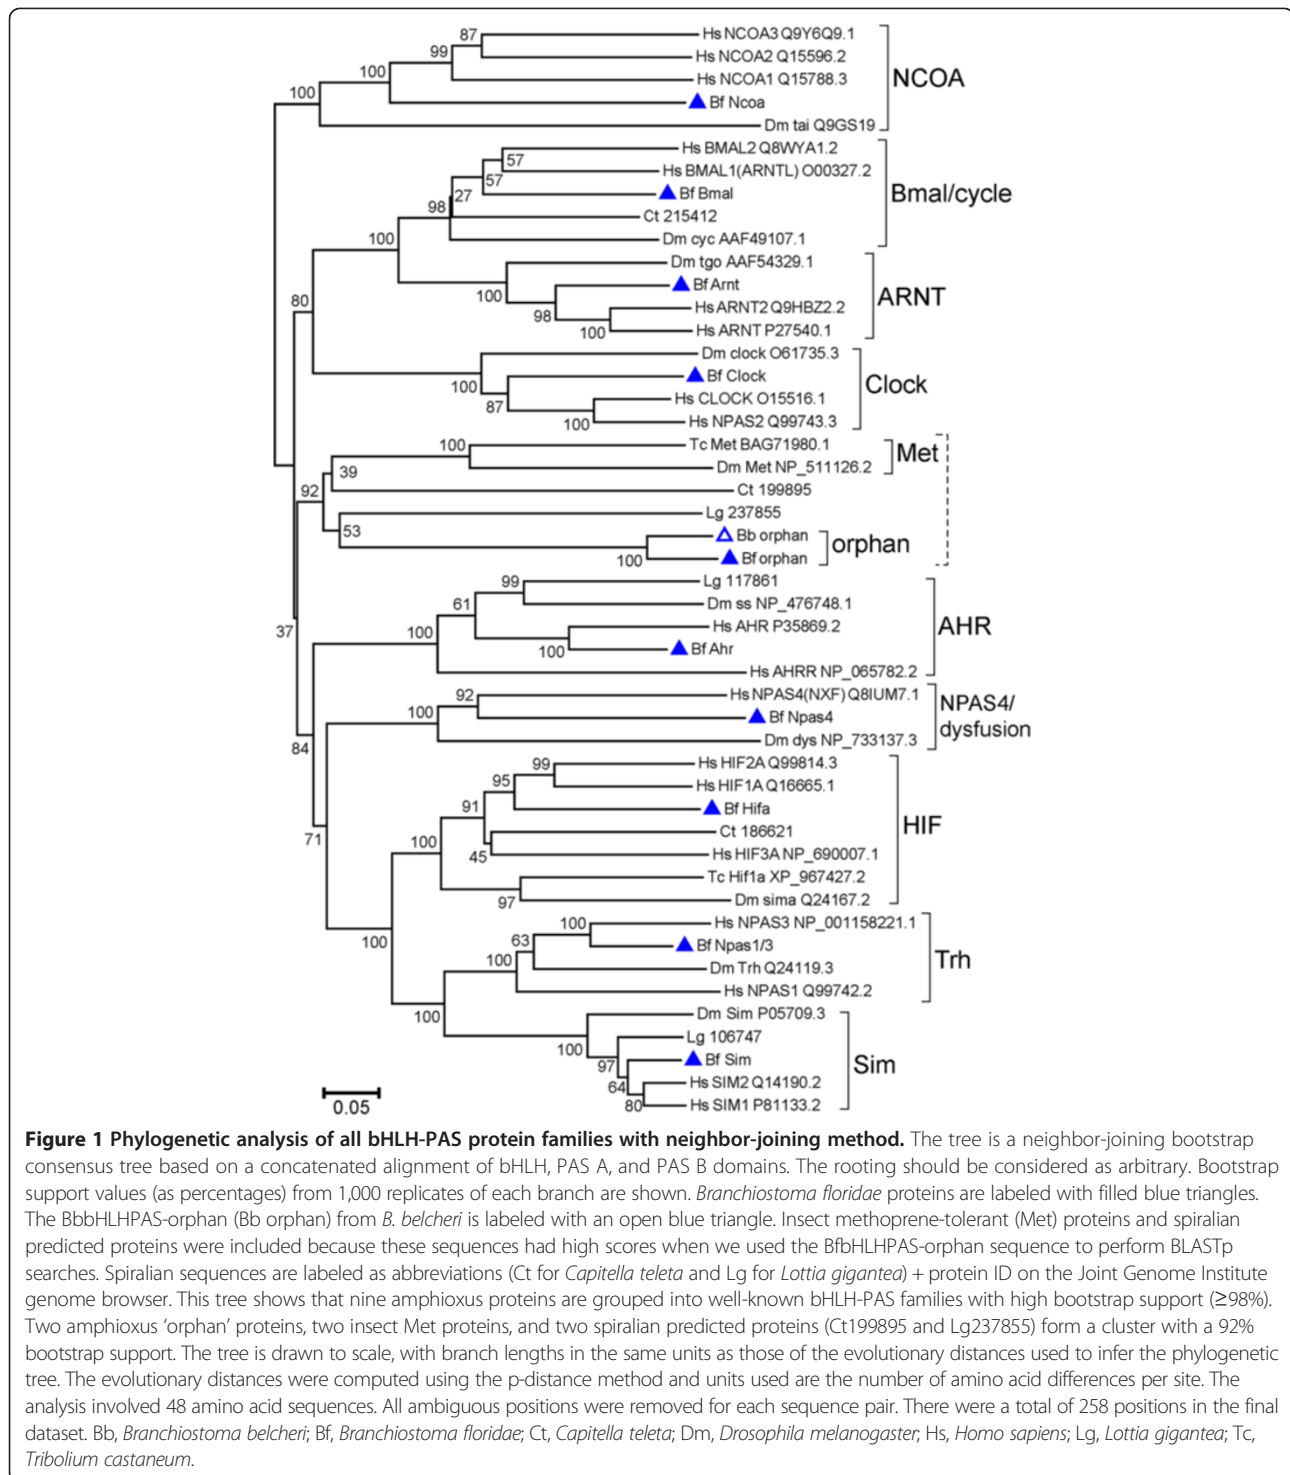 Hs NCOA3 Q9Y6Q9.1
87
Hs NCOA2 Q15596.2
99
Hs NCOA1 Q15788.3
100
NCOA
100
Bf Ncoa
Dm tai Q9GS19
Hs BMAL2 Q8WYA1.2
57
Hs BMAL1(ARNTL) O00327.2
57
Bf Bmal
27
Bmal/cycle
98
Ct 215412
100
Dm cyc AAF49107.1
Dm tgo AAF54329.1
Bf Arnt
100
ARNT
80
Hs ARNT2 Q9HBZ2.2
98
Hs ARNT P27540.1
100
Dm clock O61735.3
Bf Clock
100
Clock
Hs CLOCK O15516.1
87
Hs NPAS2 Q99743.3
100
Tc Met BAG71980.1
100
Met
Dm Met NP_511126.2
39
Ct 199895
92
Lg 237855
53
Bb orphan
orphan
Bf orphan
100
Lg 117861
99
Dm ss NP_476748.1
61
Hs AHR P35869.2
AHR
37
100
Bf Ahr
100
Hs AHRR NP_065782.2
Hs NPAS4(NXF) Q8IUM7.1
92
NPAS4/
dysfusion
100
Bf Npas4
84
Dm dys NP_733137.3
Hs HIF2A Q99814.3
99
Hs HIF1A Q16665.1
95
Bf Hifa
91
HIF
71
Ct 186621
100
Hs HIF3A NP_690007.1
45
Tc Hif1a XP_967427.2
Dm sima Q24167.2
97
Hs NPAS3 NP_001158221.1
100
100
Bf Npas1/3
63
Trh
Dm Trh Q24119.3
100
Hs NPAS1 Q99742.2
100
Dm Sim P05709.3
Lg 106747
100
Bf Sim
97
Sim
Hs SIM2 Q14190.2
64
Hs SIM1 P81133.2
80
0.05
Figure 1 Phylogenetic analysis of all bHLH-PAS protein families with neighbor-joining method. The tree is a neighbor-joining bootstrap
consensus tree based on a concatenated alignment of bHLH, PAS A, and PAS B domains. The rooting should be considered as arbitrary. Bootstrap
support values (as percentages) from 1,000 replicates of each branch are shown. Branchiostoma floridae proteins are labeled with filled blue triangles.
The BbbHLHPAS-orphan (Bb orphan) from B. belcheri is labeled with an open blue triangle. Insect methoprene-tolerant (Met) proteins and spiralian
predicted proteins were included because these sequences had high scores when we used the BfbHLHPAS-orphan sequence to perform BLASTp
searches. Spiralian sequences are labeled as abbreviations (Ct for Capitella teleta and Lg for Lottia gigantea) + protein ID on the Joint Genome Institute
genome browser. This tree shows that nine amphioxus proteins are grouped into well-known bHLH-PAS families with high bootstrap support (≥98%).
Two amphioxus ‘orphan’ proteins, two insect Met proteins, and two spiralian predicted proteins (Ct199895 and Lg237855) form a cluster with a 92%
bootstrap support. The tree is drawn to scale, with branch lengths in the same units as those of the evolutionary distances used to infer the phylogenetic
tree. The evolutionary distances were computed using the p-distance method and units used are the number of amino acid differences per site. The
analysis involved 48 amino acid sequences. All ambiguous positions were removed for each sequence pair. There were a total of 258 positions in the final
dataset. Bb, Branchiostoma belcheri; Bf, Branchiostoma floridae; Ct, Capitella teleta; Dm, Drosophila melanogaster; Hs, Homo sapiens; Lg, Lottia gigantea; Tc,
Tribolium castaneum.